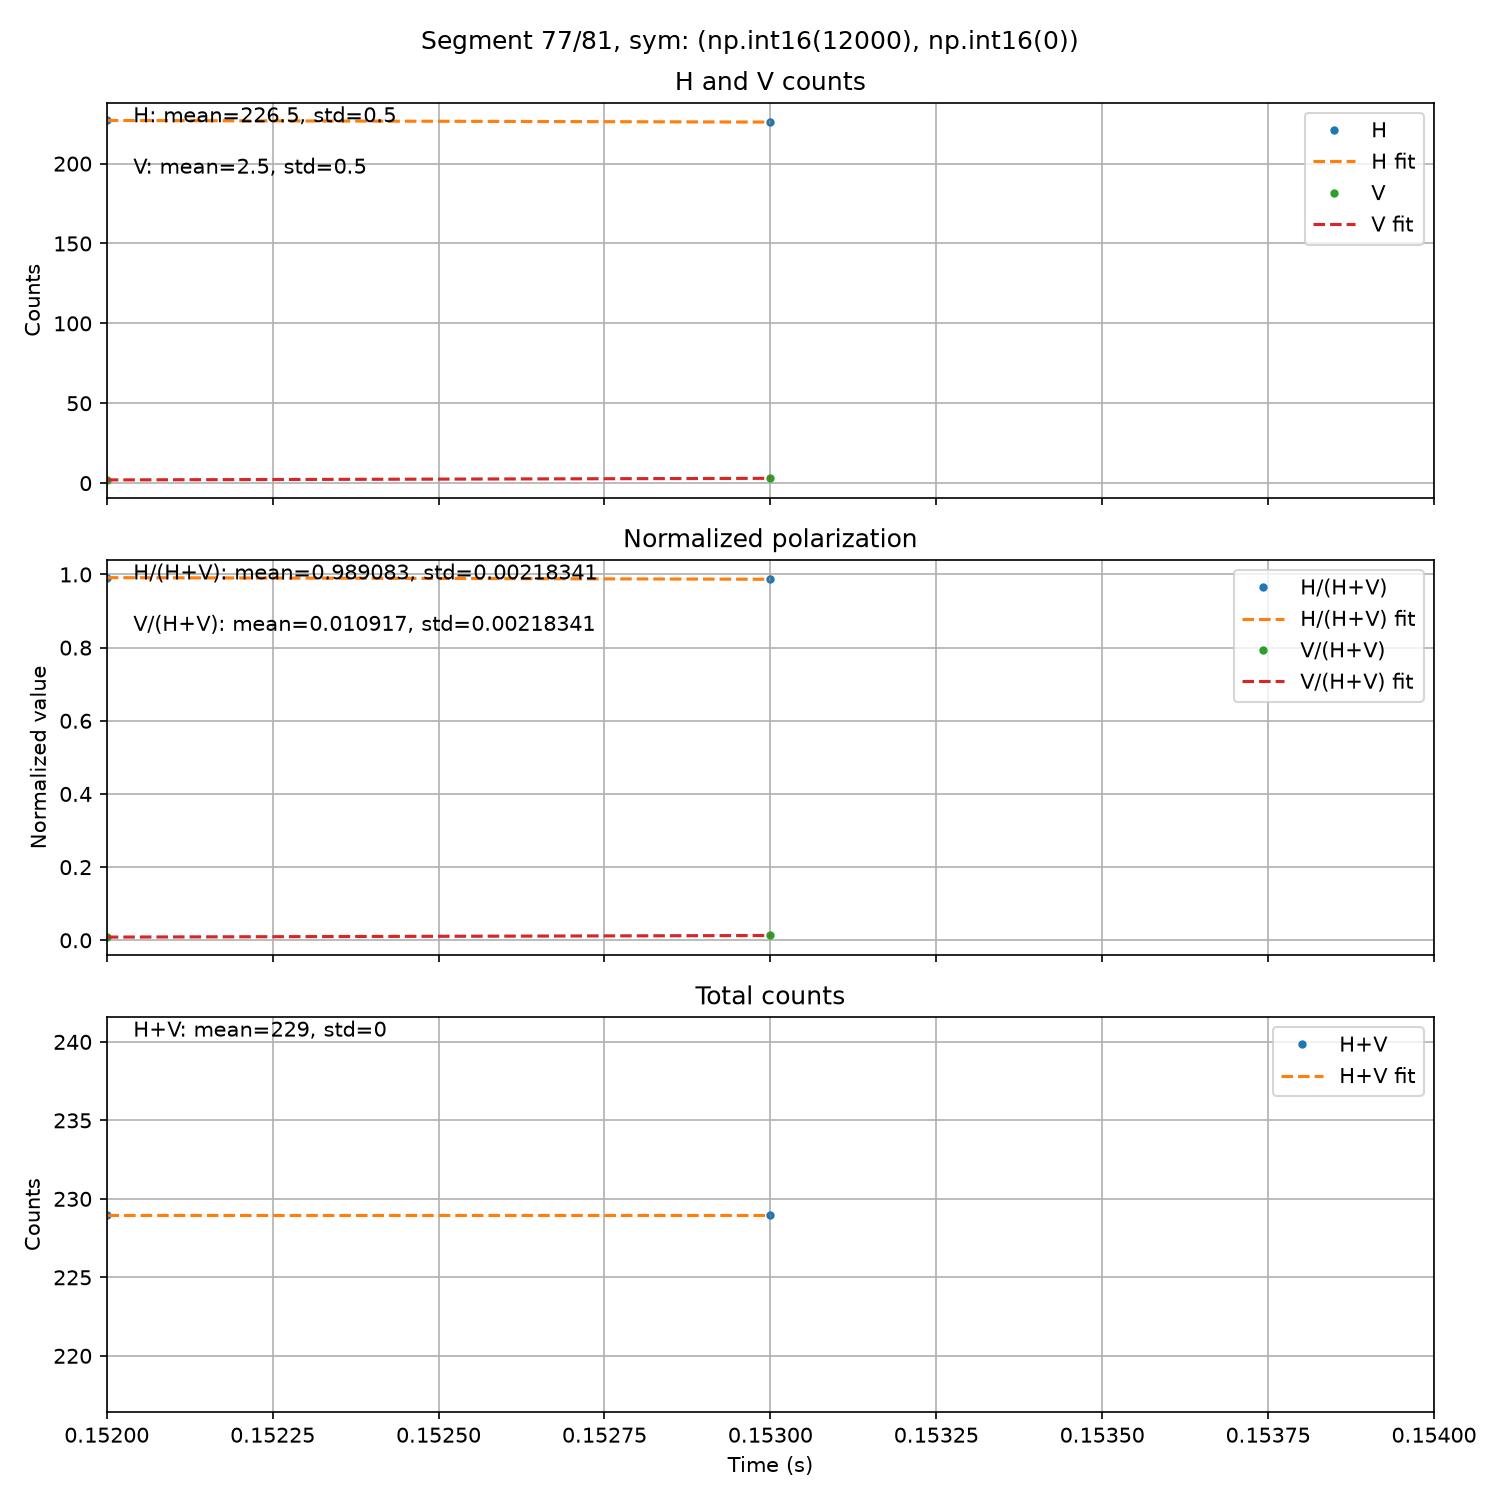 Segment 77/81, sym: (np.int16(12000), np.int16(0))
H and V counts
H: mean=226.5, std=0.5
V: mean=2.5, std=0.5
H
H fit
V
V fit
200
150
100
50
0
Counts
Normalized polarization
H/(H+V): mean=0.989083, std=0.00218341
V/(H+V): mean=0.010917, std=0.00218341
H/(H+V)
H/(H+V) fit
V/(H+V)
V/(H+V) fit
1.0
0.8
0.6
0.4
0.2
0.0
Normalized value
Total counts
H+V: mean=229, std=0
H+V
H+V fit
240
235
230
225
220
Counts
0.15200 0.15225 0.15250 0.15275 0.15300 0.15325 0.15350 0.15375 0.15400
Time (s)